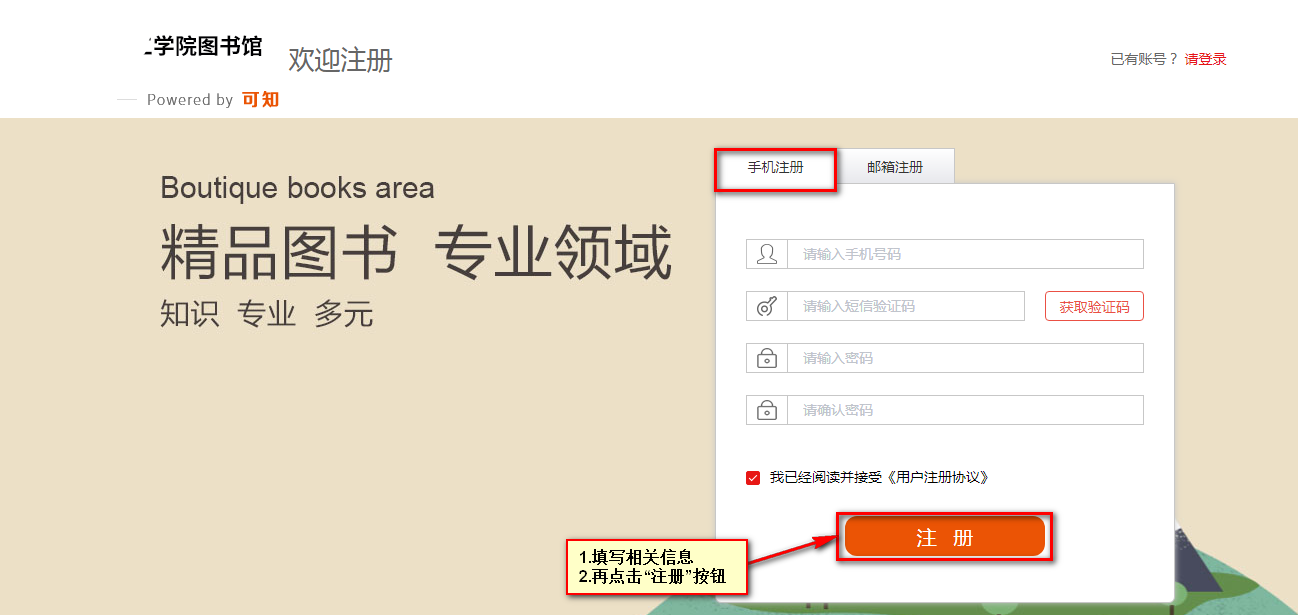 学院图书馆
欢迎注册
已有账号？ 请登录
Powered by 可知
手机注册
邮箱注册
Boutique books area
精品图书 专业领域
知识 专业 多元
请输入手机号码
请输入短信验证码
获取验证码
请输入密码
请确认密码
我已经阅读并接受《用户注册协议》
注 册
1.填写相关信息
2.再点击“注册”按钮